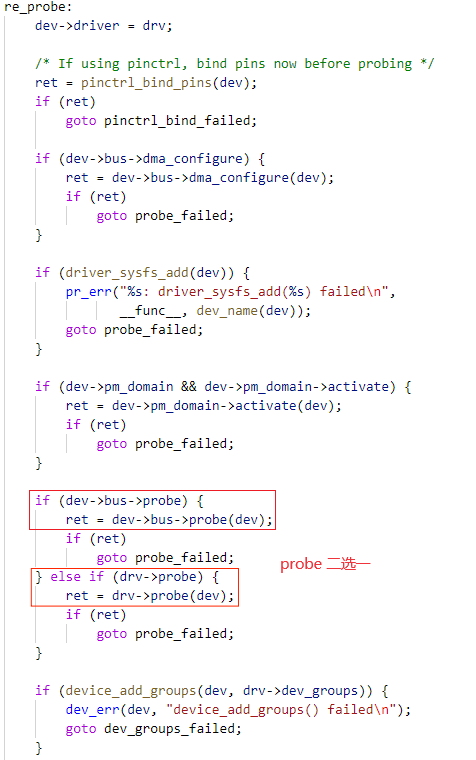 re_probe:
    dev->driver = drv;

    /* If using pinctrl, bind pins now before probing */
    ret = pinctrl_bind_pins(dev);
    if (ret)
        goto pinctrl_bind_failed;

    if (dev->bus->dma_configure) {
        ret = dev->bus->dma_configure(dev);
        if (ret)
            goto probe_failed;
    }

    if (driver_sysfs_add(dev)) {
        pr_err("%s: driver_sysfs_add(%s) failed\n",
               __func__, dev_name(dev));
        goto probe_failed;
    }

    if (dev->pm_domain && dev->pm_domain->activate) {
        ret = dev->pm_domain->activate(dev);
        if (ret)
            goto probe_failed;
    }

    if (dev->bus->probe) {
        ret = dev->bus->probe(dev);
        if (ret)
            goto probe_failed;
probe 二选一
    } else if (drv->probe) {
        ret = drv->probe(dev);
        if (ret)
            goto probe_failed;
    }

    if (device_add_groups(dev, drv->dev_groups)) {
        dev_err(dev, "device_add_groups() failed\n");
        goto dev_groups_failed;
    }